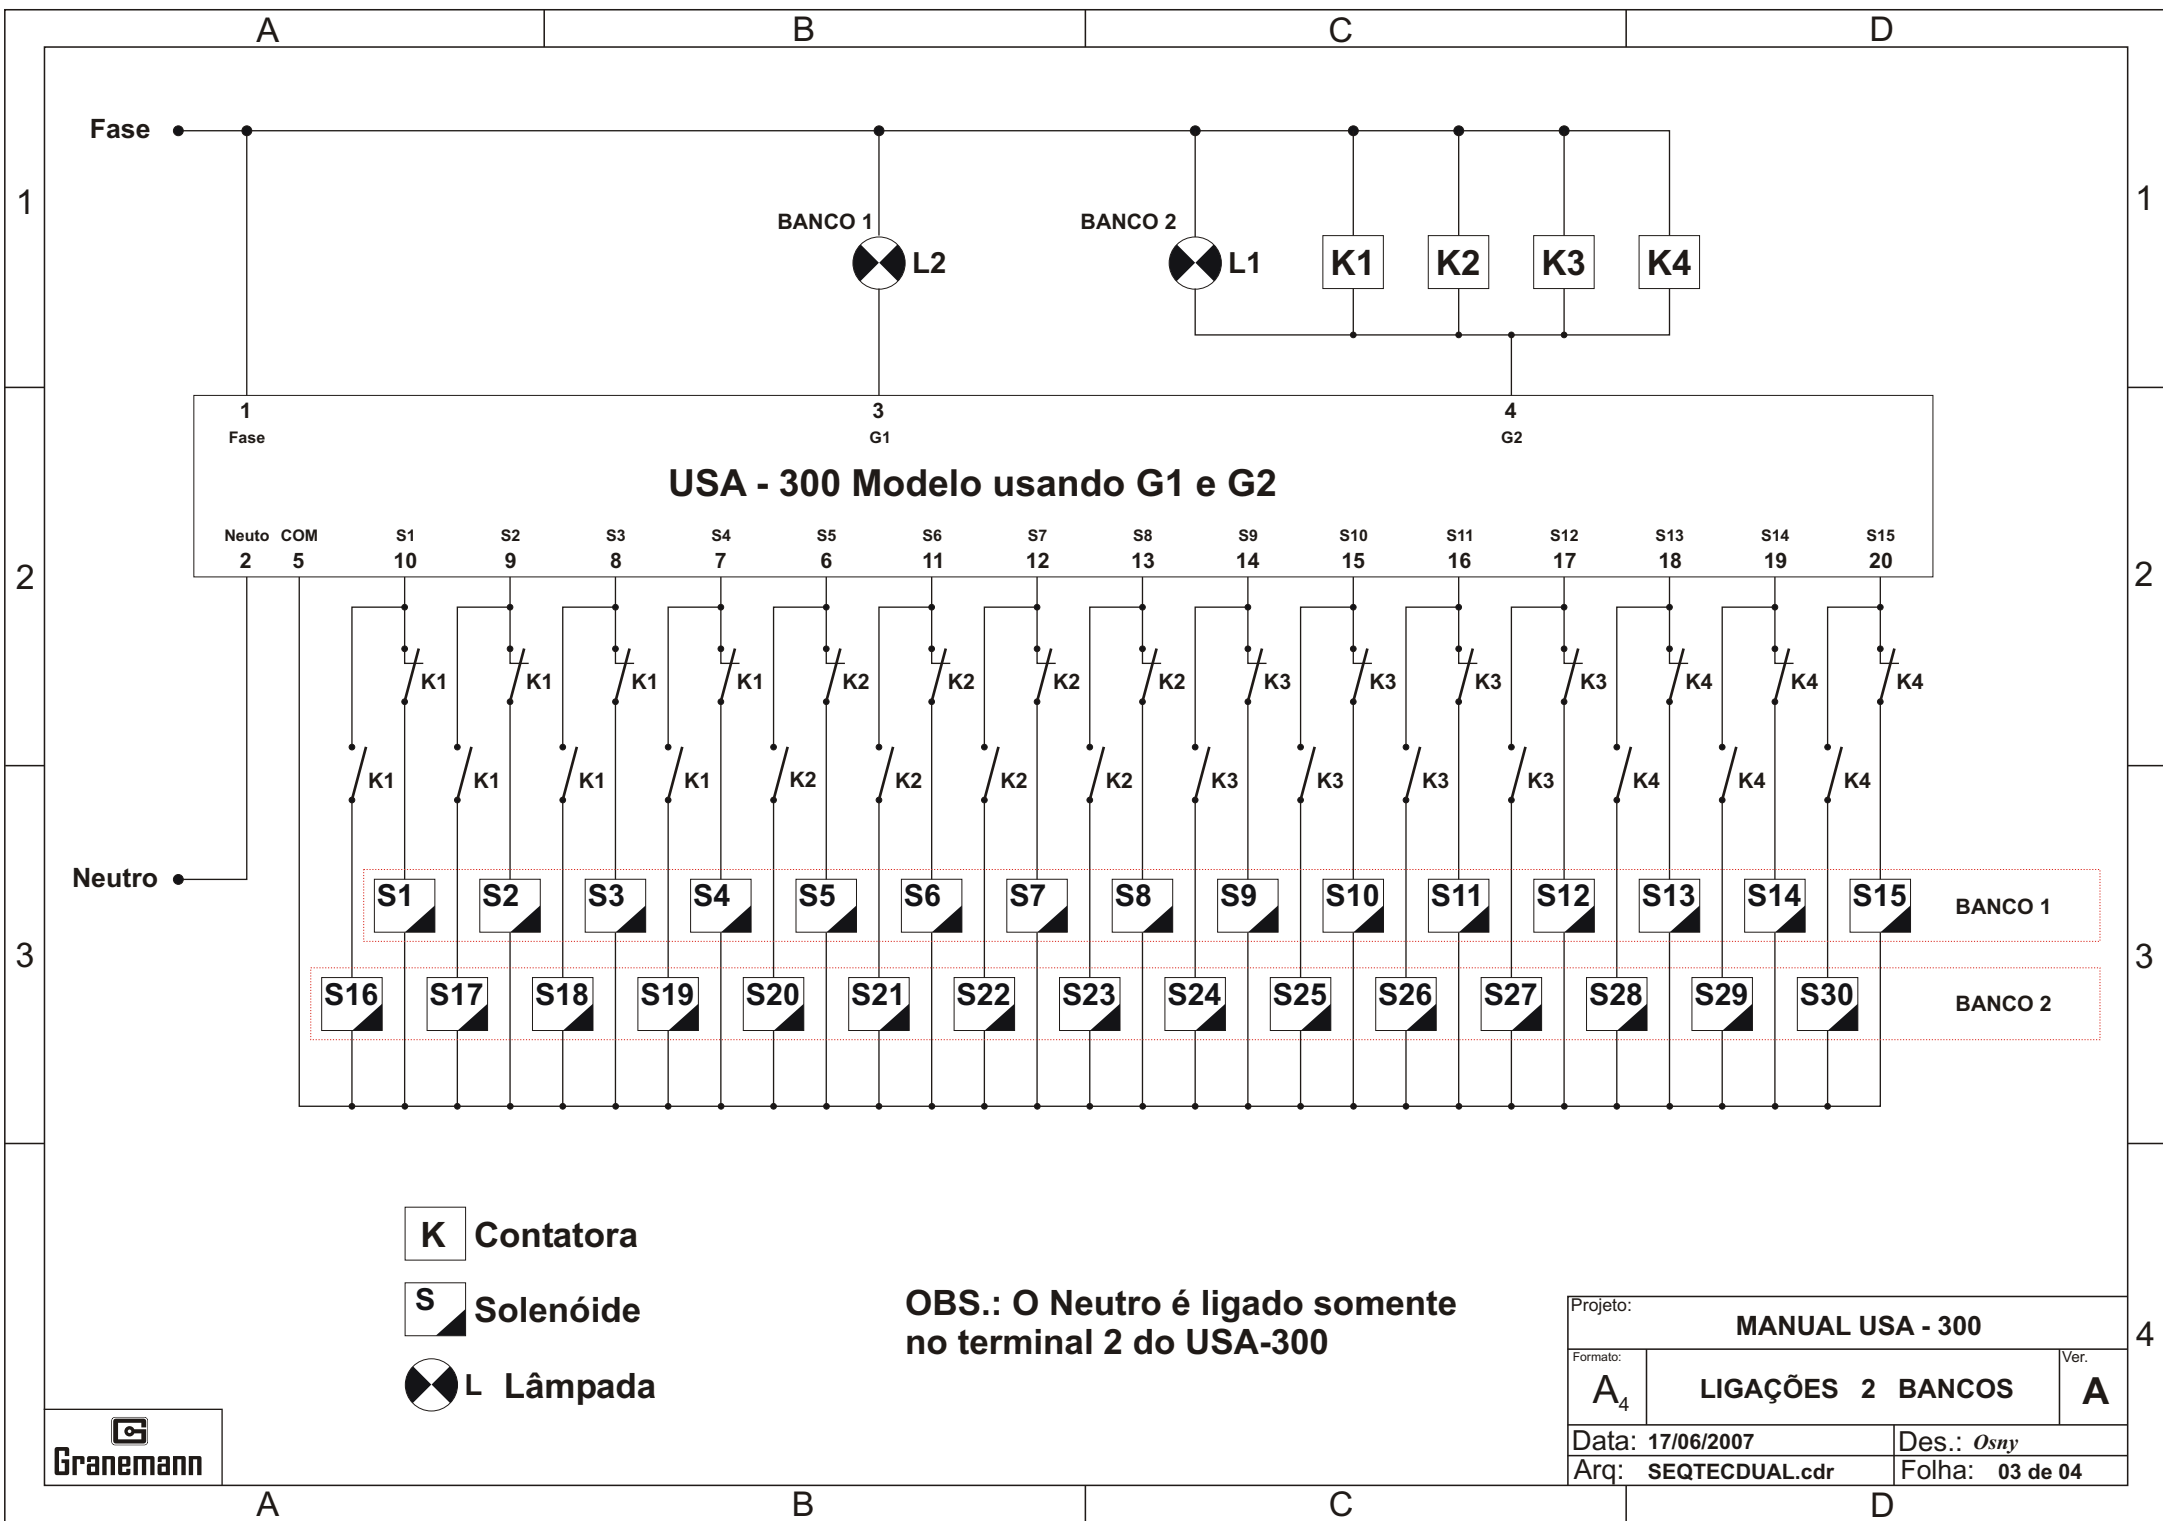 A B C D
1 1
Fase
BANCO 1 BANCO 2
L2 L1 K1 K2 K3 K4
1 3 4
Fase G1 G2
USA - 300 Modelo usando G1 e G2
Neuto COM S1 S2 S3 S4 S5 S6 S7 S8 S9 S10 S11 S12 S13 S14 S15
2 5 10 9 8 7 6 11 12 13 14 15 16 17 18 19 20
2 2
K1 K1 K1 K1 K2 K2 K2 K2 K3 K3 K3 K3 K4 K4 K4
K1 K1 K1 K1 K2 K2 K2 K2 K3 K3 K3 K3 K4 K4 K4
Neutro
S1 S2 S3 S4 S5 S6 S7 S8 S9 S10 S11 S12 S13 S14 S15 BANCO 1
3 3
S16 S17 S18 S19 S20 S21 S22 S23 S24 S25 S26 S27 S28 S29 S30 BANCO 2
K Contatora
S Solenóide
L Lâmpada
OBS.: O Neutro é ligado somente
no terminal 2 do USA-300
4
Projeto:
MANUAL USA - 300
Formato: Ver.
A4 LIGAÇÕES 2 BANCOS A
Data: 17/06/2007 Des.: Osny
Arq: SEQTECDUAL.cdr Folha: 03 de 04
Granemann
A B C D